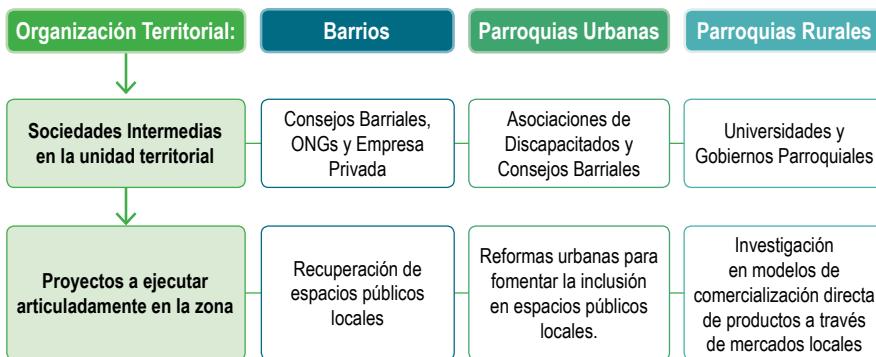 Organización Territorial:
Barrios
Parroquias Urbanas
Parroquias Rurales
Sociedades Intermedias
en la unidad territorial
Consejos Barriales,
ONGs y Empresa
Privada
Asociaciones de
Discapacitados y
Consejos Barriales
Universidades y
Gobiernos Parroquiales
Proyectos a ejecutar
articuladamente en la zona
Recuperación de
espacios públicos
locales
Reformas urbanas para
fomentar la inclusión
en espacios públicos
locales.
Investigación
en modelos de
comercialización directa
de productos a través
de mercados locales